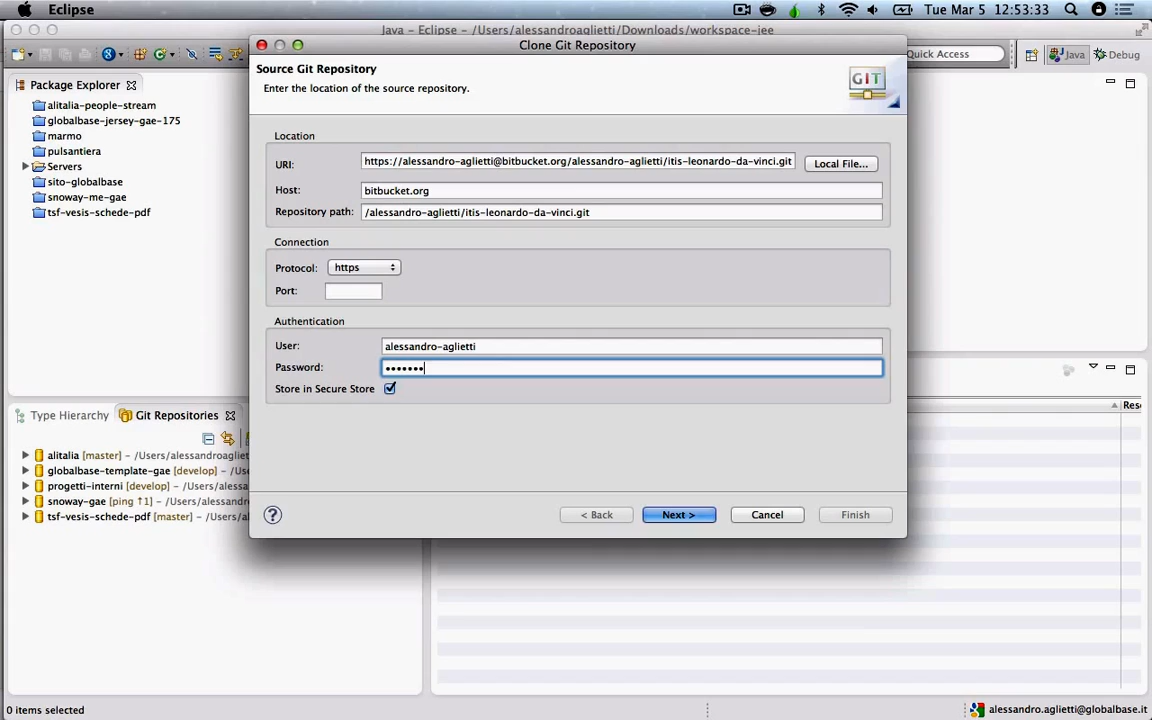 Eclipse
Tue Mar 5 12:53:33
Java – Eclipse – /Users/alessandroaglietti/Downloads/workspace-jee
Clone Git Repository
Quick Access
Java
Debug
Package Explorer
alitalia-people-stream
globalbase-jersey-gae-175
marmo
pulsantiera
Servers
sito-globalbase
snoway-me-gae
tsf-vesis-schede-pdf
Source Git Repository
Enter the location of the source repository.
GIT
Location
URI: https://alessandro-aglietti@bitbucket.org/alessandro-aglietti/itis-leonardo-da-vinci.git Local File...
Host: bitbucket.org
Repository path: /alessandro-aglietti/itis-leonardo-da-vinci.git
Connection
Protocol: https
Port:
Authentication
User: alessandro-aglietti
Password: •••••••
Store in Secure Store
< Back Next > Cancel Finish
Type Hierarchy Git Repositories
alitalia [master] – /Users/alessandroaglietti
globalbase-template-gae [develop] – /Use
progetti-interni [develop] – /Users/alessan
snoway-gae [ping ↑1] – /Users/alessandro
tsf-vesis-schede-pdf [master] – /Users/ale
Res
0 items selected
alessandro.aglietti@globalbase.it